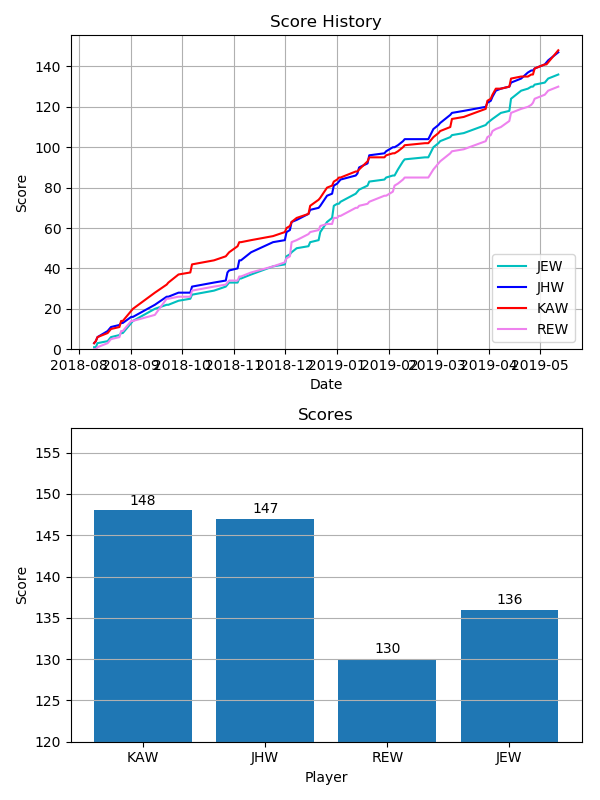 Score History
140
120
100
80
60
40
20
0
Score
JEW
JHW
KAW
REW
2018-08 2018-09 2018-10 2018-11 2018-12 2019-01 2019-02 2019-03 2019-04 2019-05
Date
Scores
155
150
145
140
135
130
125
120
Score
148
147
130
136
KAW JHW REW JEW
Player